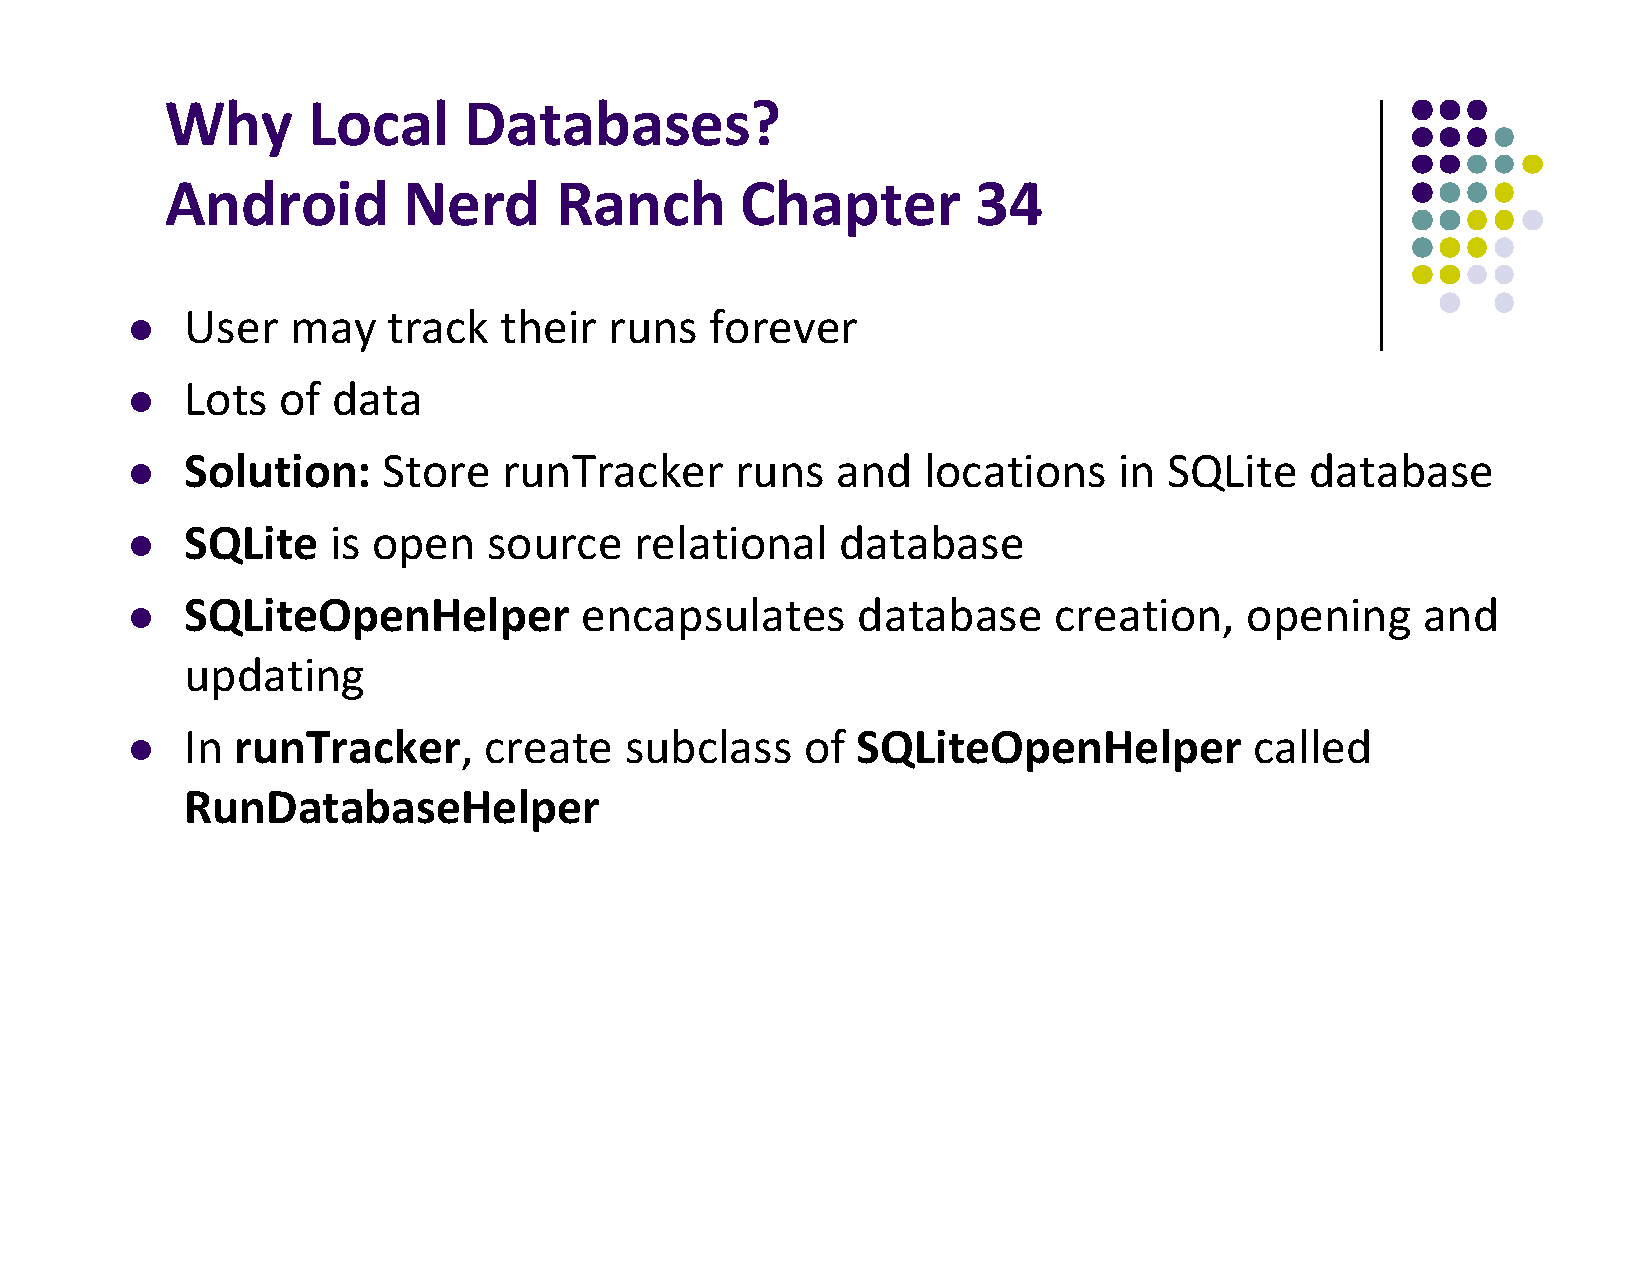 Why Local Databases?
Android Nerd Ranch Chapter 34
User may track their runs forever
Lots of data
Solution: Store runTracker runs and locations in SQLite database
SQLite is open source relational database
SQLiteOpenHelper encapsulates database creation, opening and
updating
In runTracker, create subclass of SQLiteOpenHelper called
RunDatabaseHelper